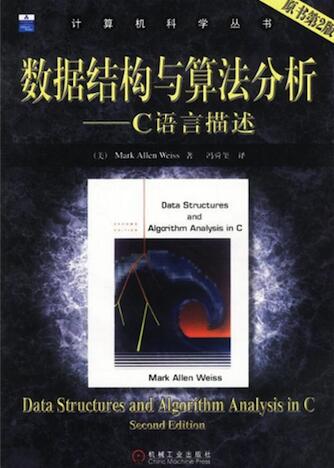 计算机科学丛书
原书第2版
数据结构与算法分析
——C语言描述
(美) Mark Allen Weiss 著 冯舜玺 译
Data Structures
and
Algorithm Analysis in C
SECOND
EDITION
Mark Allen Weiss
Data Structures and Algorithm Analysis in C
Second Edition
机械工业出版社
China Machine Press